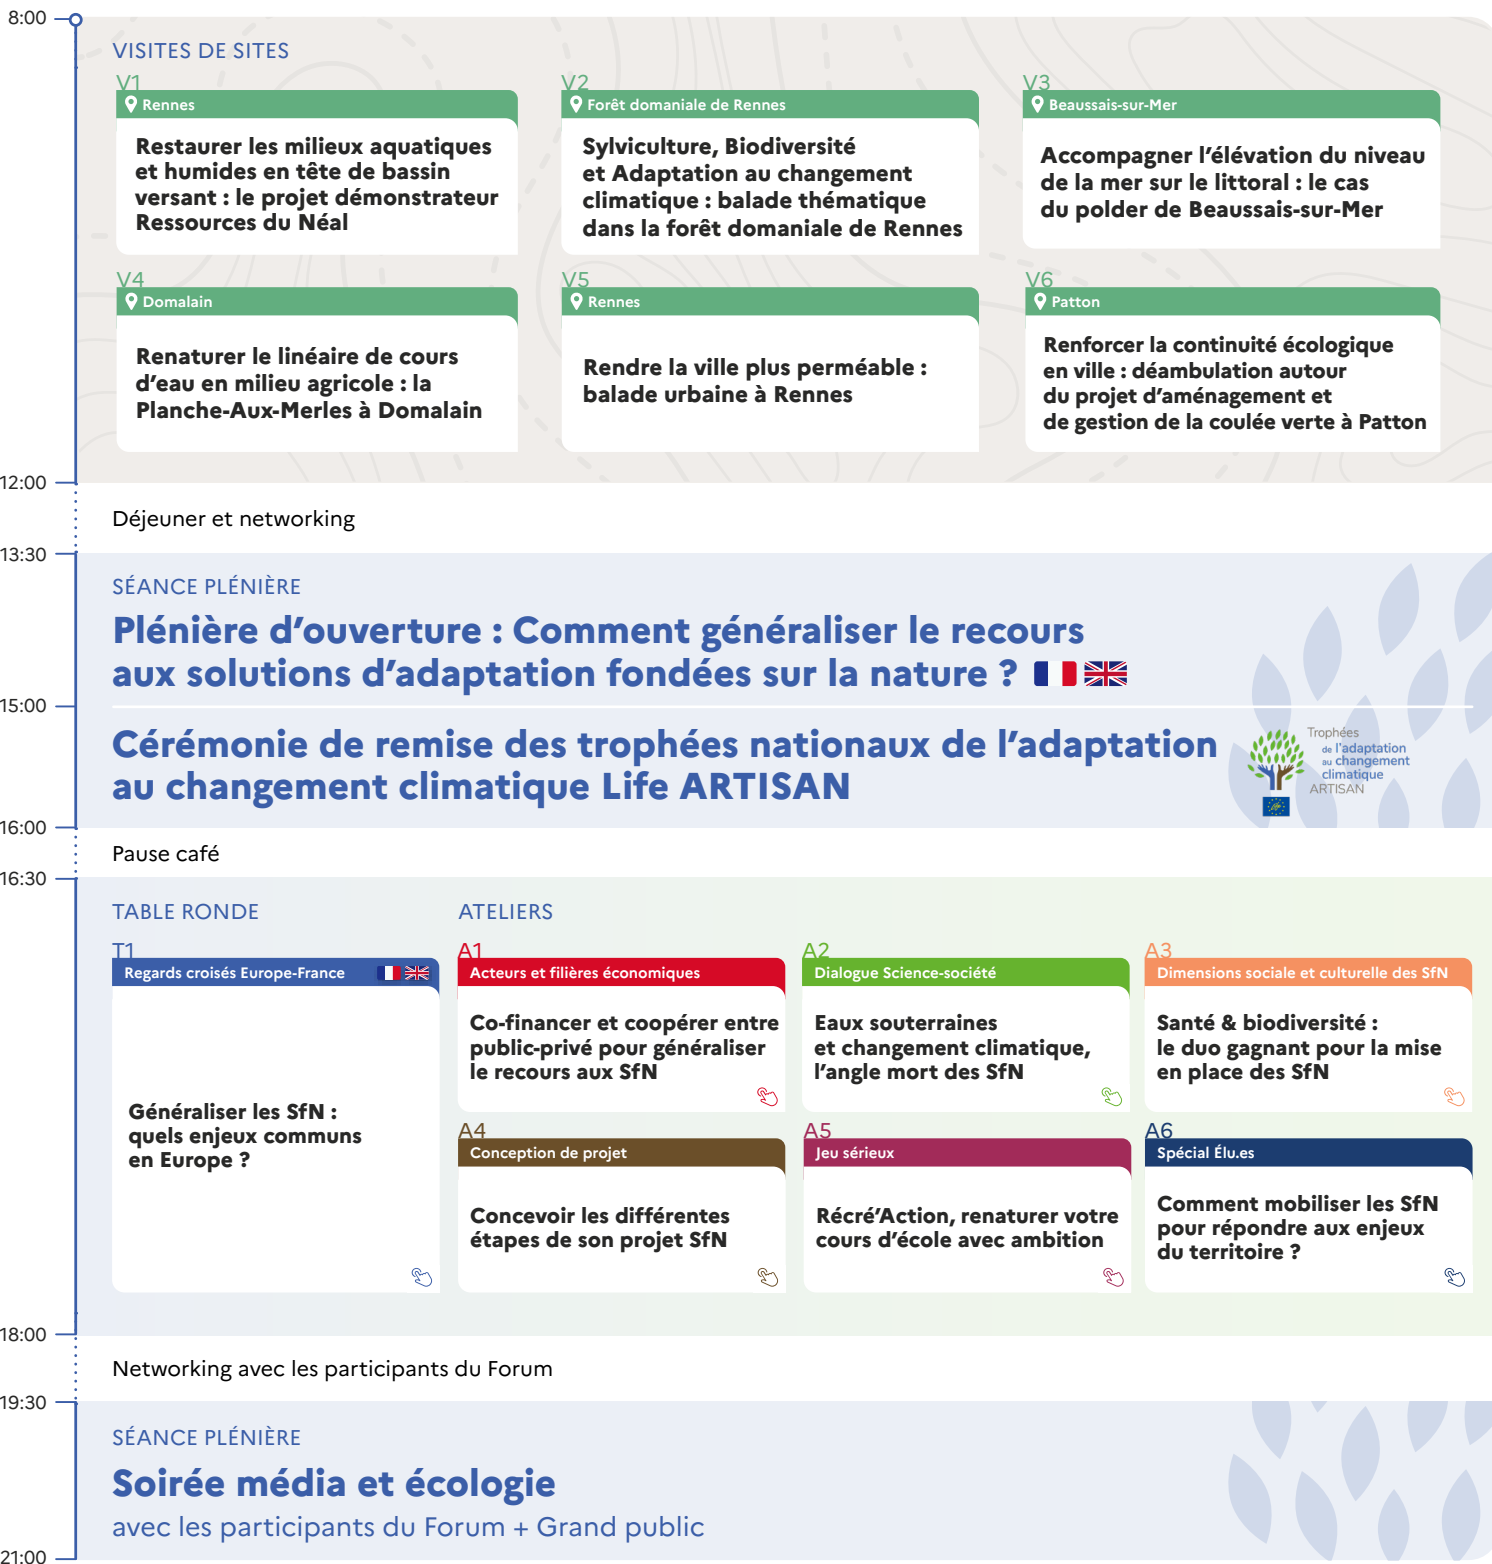 8:00
VISITES DE SITES
V1
Rennes
Restaurer les milieux aquatiques
et humides en tête de bassin
versant : le projet démonstrateur
Ressources du Néal
V2
Forêt domaniale de Rennes
Sylviculture, Biodiversité
et Adaptation au changement
climatique : balade thématique
dans la forêt domaniale de Rennes
V3
Beaussais-sur-Mer
Accompagner l'élévation du niveau
de la mer sur le littoral : le cas
du polder de Beaussais-sur-Mer
V4
Domalain
Renaturer le linéaire de cours
d'eau en milieu agricole : la
Planche-Aux-Merles à Domalain
V5
Rennes
Rendre la ville plus perméable :
balade urbaine à Rennes
V6
Patton
Renforcer la continuité écologique
en ville : déambulation autour
du projet d'aménagement et
de gestion de la coulée verte à Patton
12:00
Déjeuner et networking
13:30
SÉANCE PLÉNIÈRE
Plénière d'ouverture : Comment généraliser le recours
aux solutions d'adaptation fondées sur la nature ?
15:00
Cérémonie de remise des trophées nationaux de l'adaptation
au changement climatique Life ARTISAN
Trophées
de l'adaptation
au changement
climatique
ARTISAN
16:00
Pause café
16:30
TABLE RONDE
T1
Regards croisés Europe-France
Généraliser les SfN :
quels enjeux communs
en Europe ?
ATELIERS
A1
Acteurs et filières économiques
Co-financer et coopérer entre
public-privé pour généraliser
le recours aux SfN
A2
Dialogue Science-société
Eaux souterraines
et changement climatique,
l'angle mort des SfN
A3
Dimensions sociale et culturelle des SfN
Santé & biodiversité :
le duo gagnant pour la mise
en place des SfN
A4
Conception de projet
Concevoir les différentes
étapes de son projet SfN
A5
Jeu sérieux
Récré'Action, renaturer votre
cours d'école avec ambition
A6
Spécial Élu.es
Comment mobiliser les SfN
pour répondre aux enjeux
du territoire ?
18:00
Networking avec les participants du Forum
19:30
SÉANCE PLÉNIÈRE
Soirée média et écologie
avec les participants du Forum + Grand public
21:00